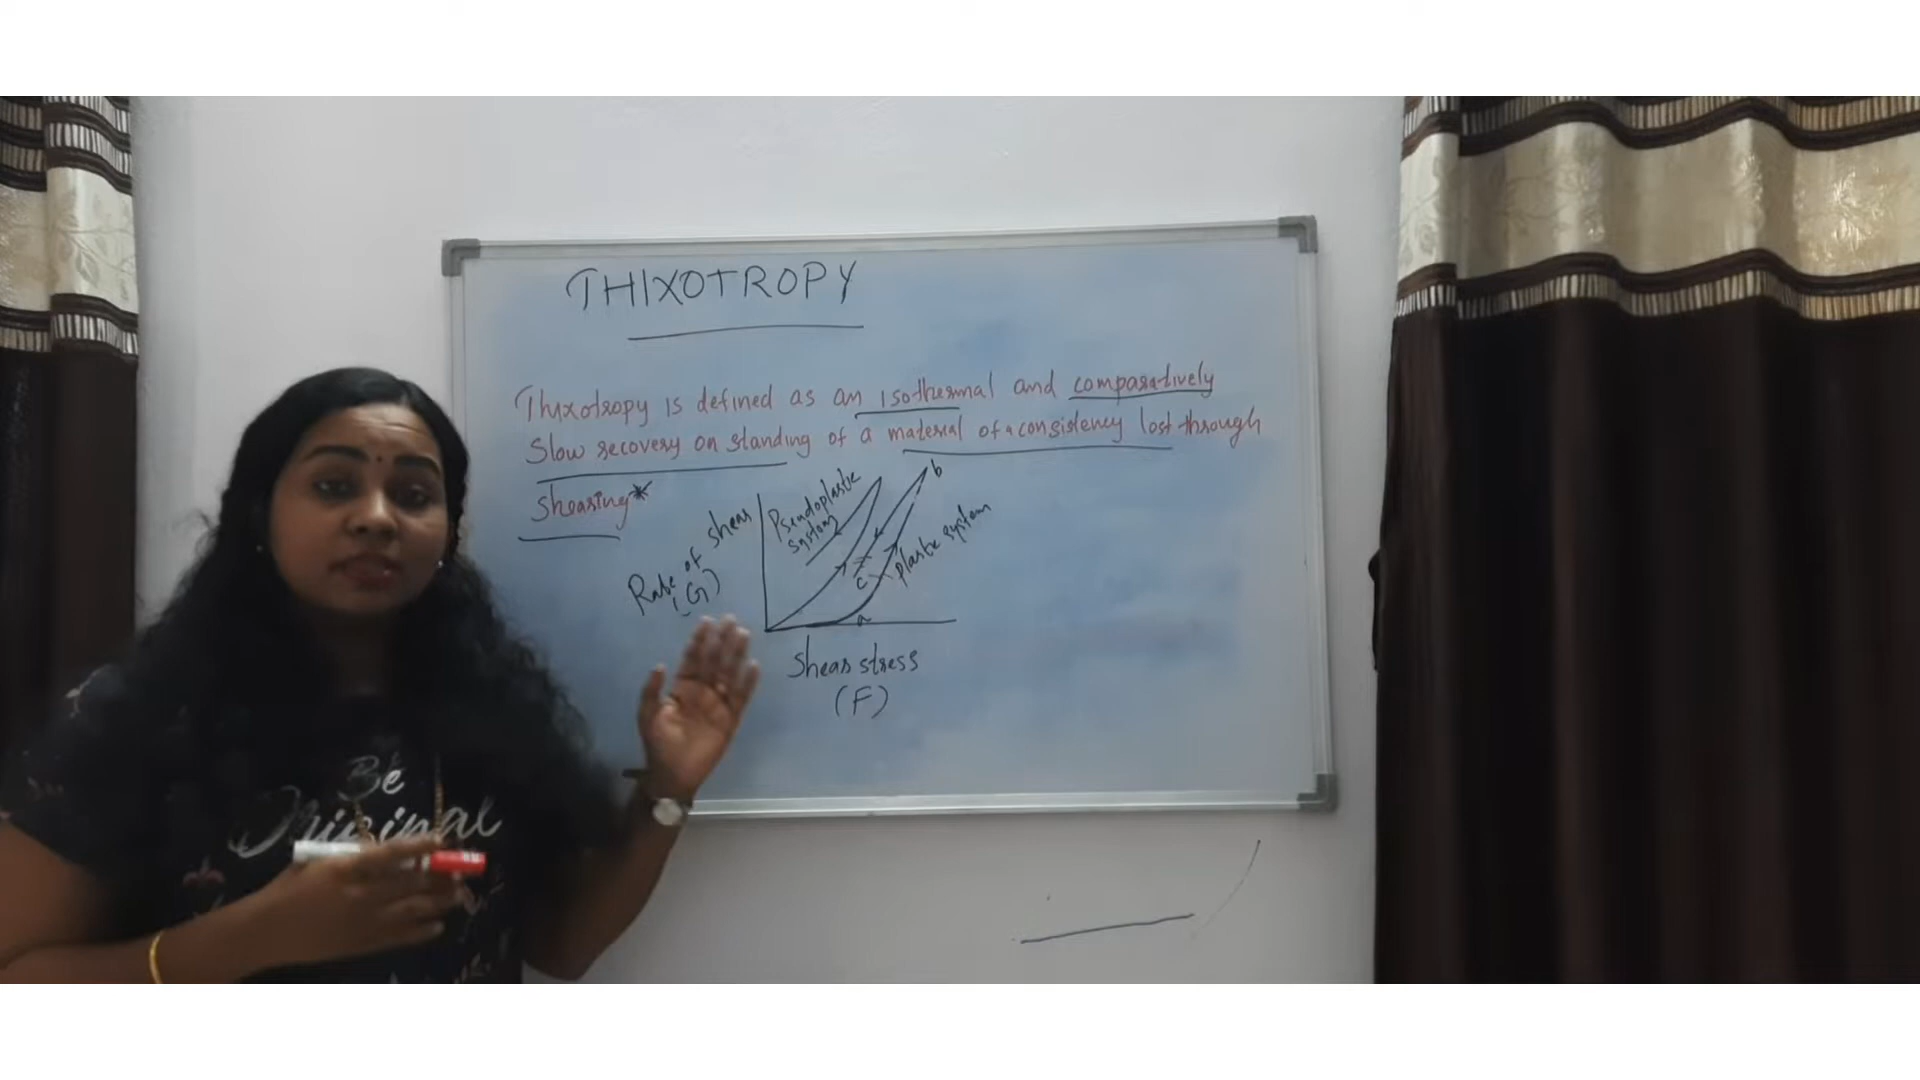 THIXOTROPY
Thixotropy is defined as an isothermal and comparatively
Slow recovery on standing of a material of a consistency lost through
Shearing*
Rate of shear
(G)
Pseudoplastic
system
b
c
a
plastic system
Shear stress
(F)
Be
Original